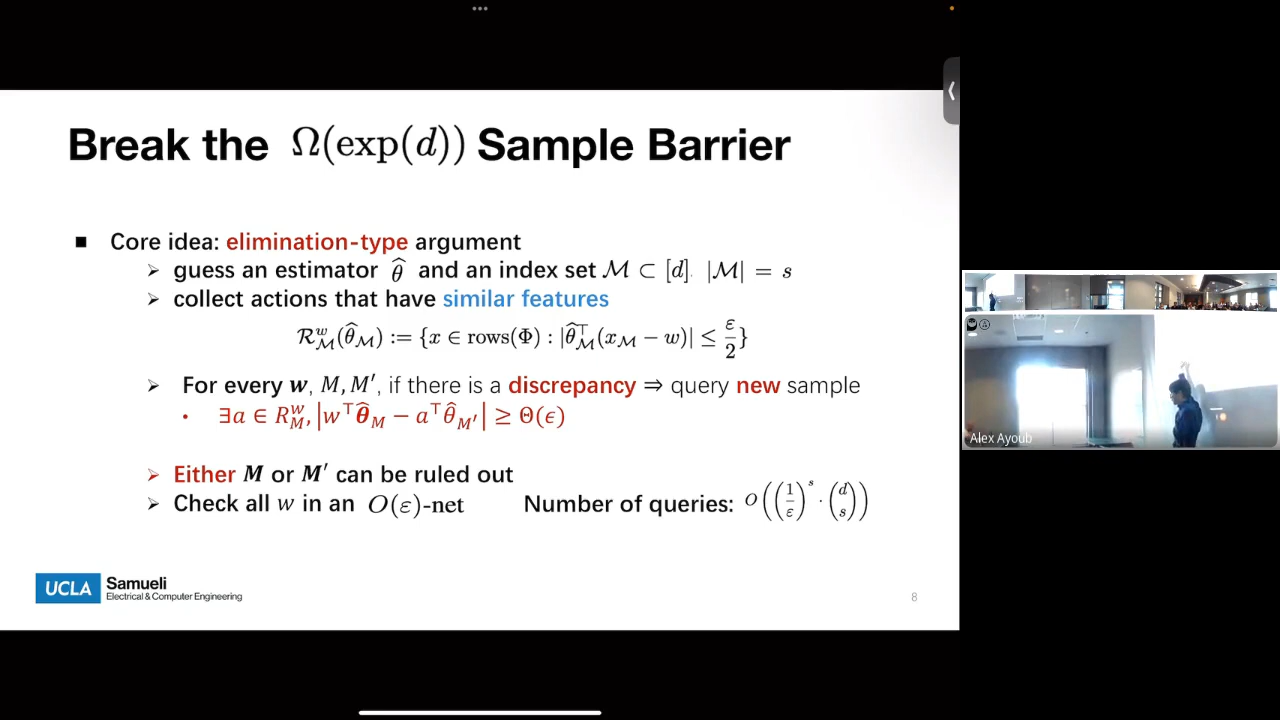 Break the Ω(exp(d)) Sample Barrier
■ Core idea: elimination-type argument
➢ guess an estimator θ̂ and an index set ℳ ⊂ [d]. |ℳ| = s
➢ collect actions that have similar features
ℛ^w_ℳ(θ̂_ℳ) := {x ∈ rows(Φ) : |θ̂^⊤_ℳ(x_ℳ − w)| ≤ ε/2}
➢ For every w, M, M′, if there is a discrepancy ⇒ query new sample
• ∃a ∈ R^w_M, |w^⊤θ̂_M − a^⊤θ̂_{M′}| ≥ Θ(ϵ)
➢ Either M or M′ can be ruled out
➢ Check all w in an O(ε)-net Number of queries: O((1/ε)^s · (d s))
UCLA Samueli
Electrical & Computer Engineering
8
Alex Ayoub